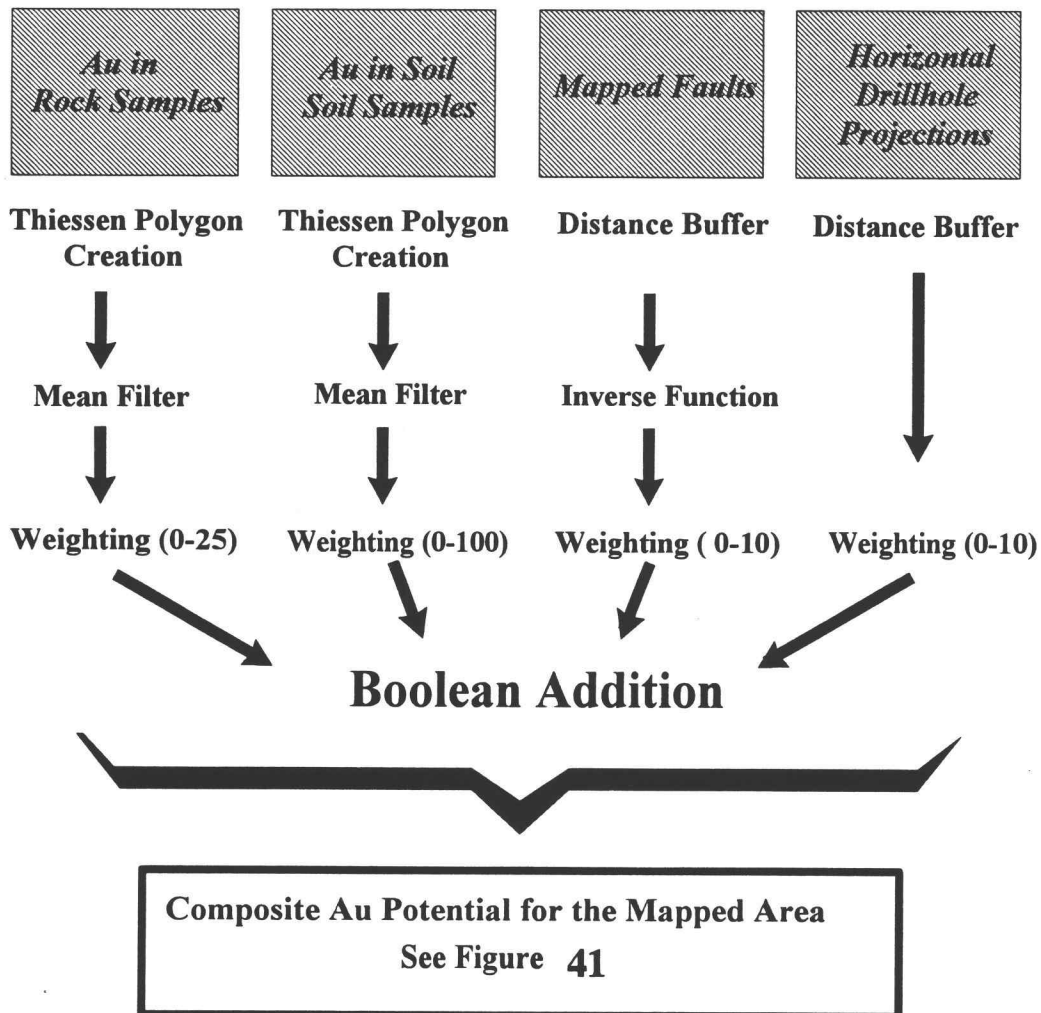 Au in
Rock Samples
Au in Soil
Soil Samples
Mapped Faults
Horizontal
Drillhole
Projections
Thiessen Polygon
Creation
Thiessen Polygon
Creation
Distance Buffer
Distance Buffer
Mean Filter
Mean Filter
Inverse Function
Weighting (0-25)
Weighting (0-100)
Weighting ( 0-10)
Weighting (0-10)
Boolean Addition
Composite Au Potential for the Mapped Area
See Figure 41